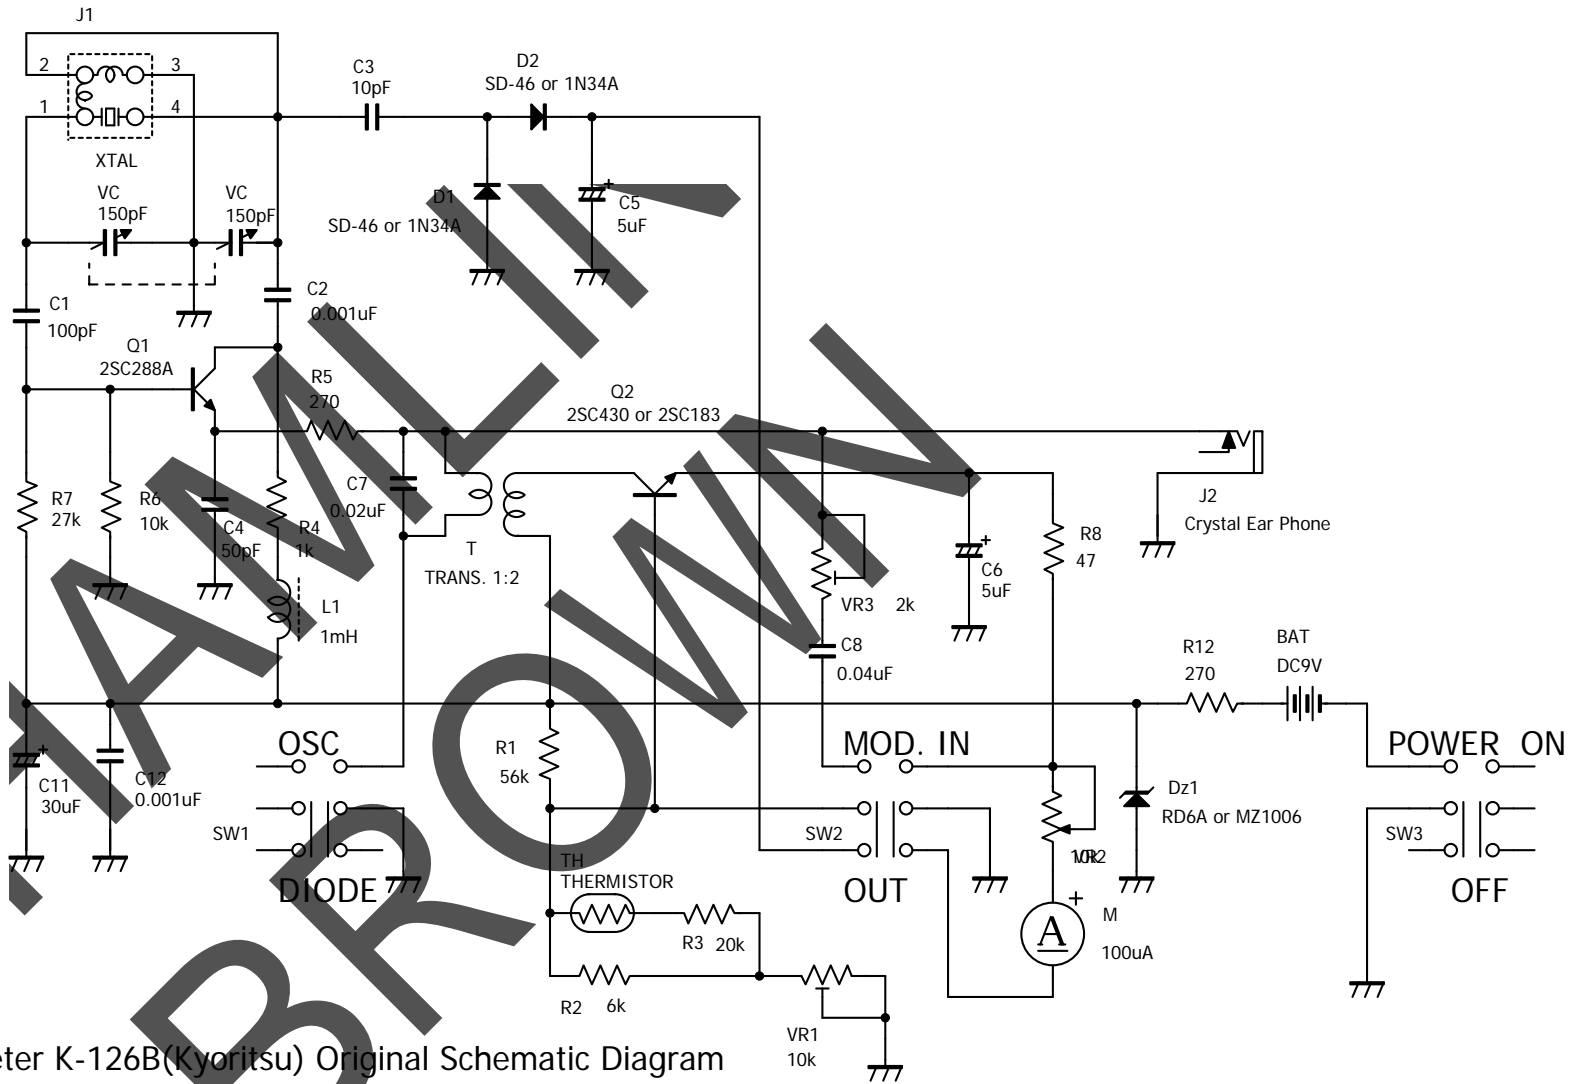 J1
2
3
1
4
XTAL
VC
150pF
VC
150pF
C3
10pF
D2
SD-46 or 1N34A
D1
SD-46 or 1N34A
+
C5
5uF
C1
100pF
C2
0.001uF
Q1
2SC288A
R5
270
Q2
2SC430 or 2SC183
R7
27k
R6
10k
C4
50pF
R4
1k
C7
0.02uF
T
TRANS. 1:2
L1
1mH
VR3 2k
C8
0.04uF
+
C6
5uF
R8
47
J2
Crystal Ear Phone
R12
270
BAT
DC9V
+
C11
30uF
C12
0.001uF
OSC
SW1
DIODE
R1
56k
MOD. IN
SW2
OUT
Dz1
RD6A or MZ1006
POWER ON
SW3
OFF
TH
THERMISTOR
R3 20k
R2 6k
VR1
10k
VR2
10k
+
M
A
100uA
eter K-126B(Kyoritsu) Original Schematic Diagram
BROWN